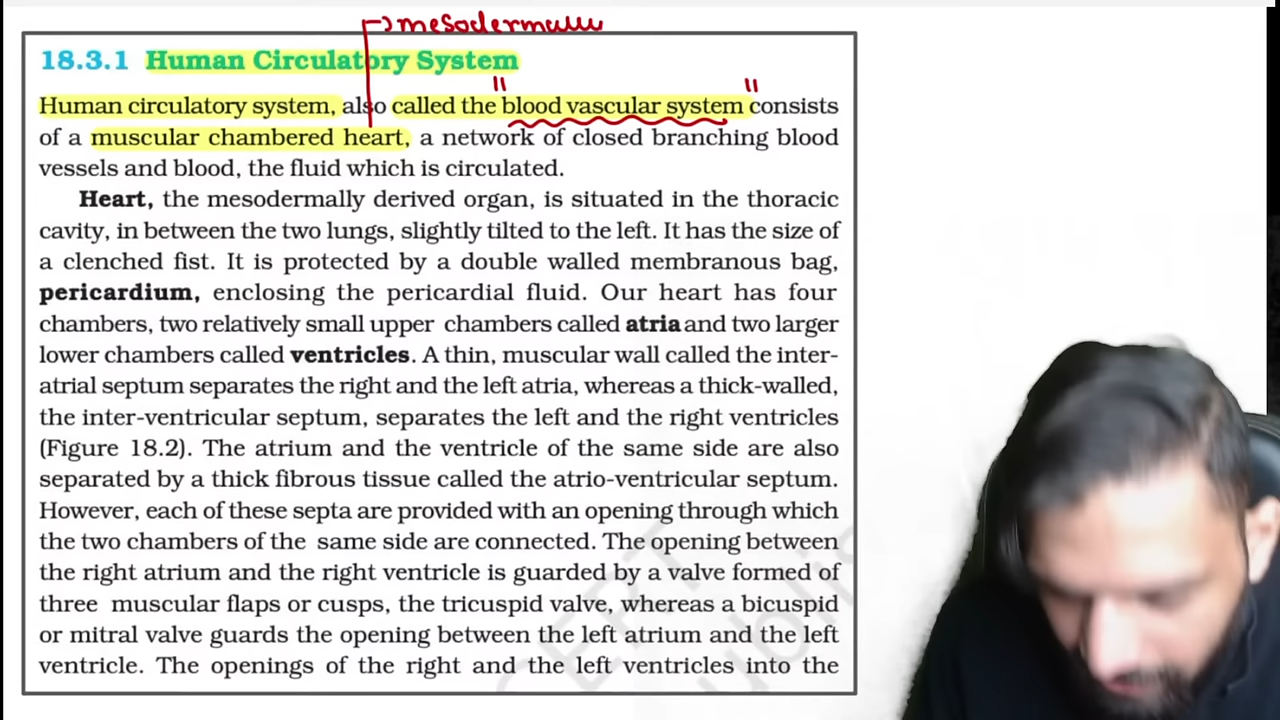 → mesodermally
18.3.1 Human Circulatory System
Human circulatory system, also called the "blood vascular system" consists
of a muscular chambered heart, a network of closed branching blood
vessels and blood, the fluid which is circulated.
Heart, the mesodermally derived organ, is situated in the thoracic
cavity, in between the two lungs, slightly tilted to the left. It has the size of
a clenched fist. It is protected by a double walled membranous bag,
pericardium, enclosing the pericardial fluid. Our heart has four
chambers, two relatively small upper chambers called atria and two larger
lower chambers called ventricles. A thin, muscular wall called the inter-
atrial septum separates the right and the left atria, whereas a thick-walled,
the inter-ventricular septum, separates the left and the right ventricles
(Figure 18.2). The atrium and the ventricle of the same side are also
separated by a thick fibrous tissue called the atrio-ventricular septum.
However, each of these septa are provided with an opening through which
the two chambers of the same side are connected. The opening between
the right atrium and the right ventricle is guarded by a valve formed of
three muscular flaps or cusps, the tricuspid valve, whereas a bicuspid
or mitral valve guards the opening between the left atrium and the left
ventricle. The openings of the right and the left ventricles into the